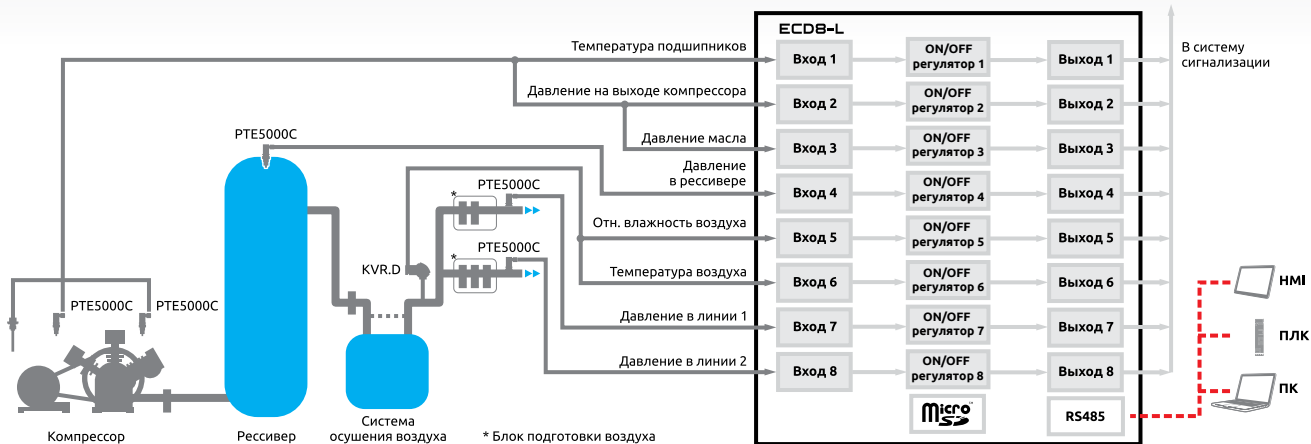 ECD8-L
Температура подшипников
Вход 1
ON/OFF
регулятор 1
Выход 1
В систему
сигнализации
Давление на выходе компрессора
Вход 2
ON/OFF
регулятор 2
Выход 2
PTE5000C
Давление масла
Вход 3
ON/OFF
регулятор 3
Выход 3
Давление
в рессивере
Вход 4
ON/OFF
регулятор 4
Выход 4
*
PTE5000C
Отн. влажность воздуха
Вход 5
ON/OFF
регулятор 5
Выход 5
*
PTE5000C
KVR.D
Температура воздуха
Вход 6
ON/OFF
регулятор 6
Выход 6
HMI
PTE5000C
PTE5000C
Давление в линии 1
Вход 7
ON/OFF
регулятор 7
Выход 7
ПЛК
Давление в линии 2
Вход 8
ON/OFF
регулятор 8
Выход 8
ПК
Micro
SD
TM
RS485
Компрессор
Рессивер
Система
осушения воздуха
* Блок подготовки воздуха